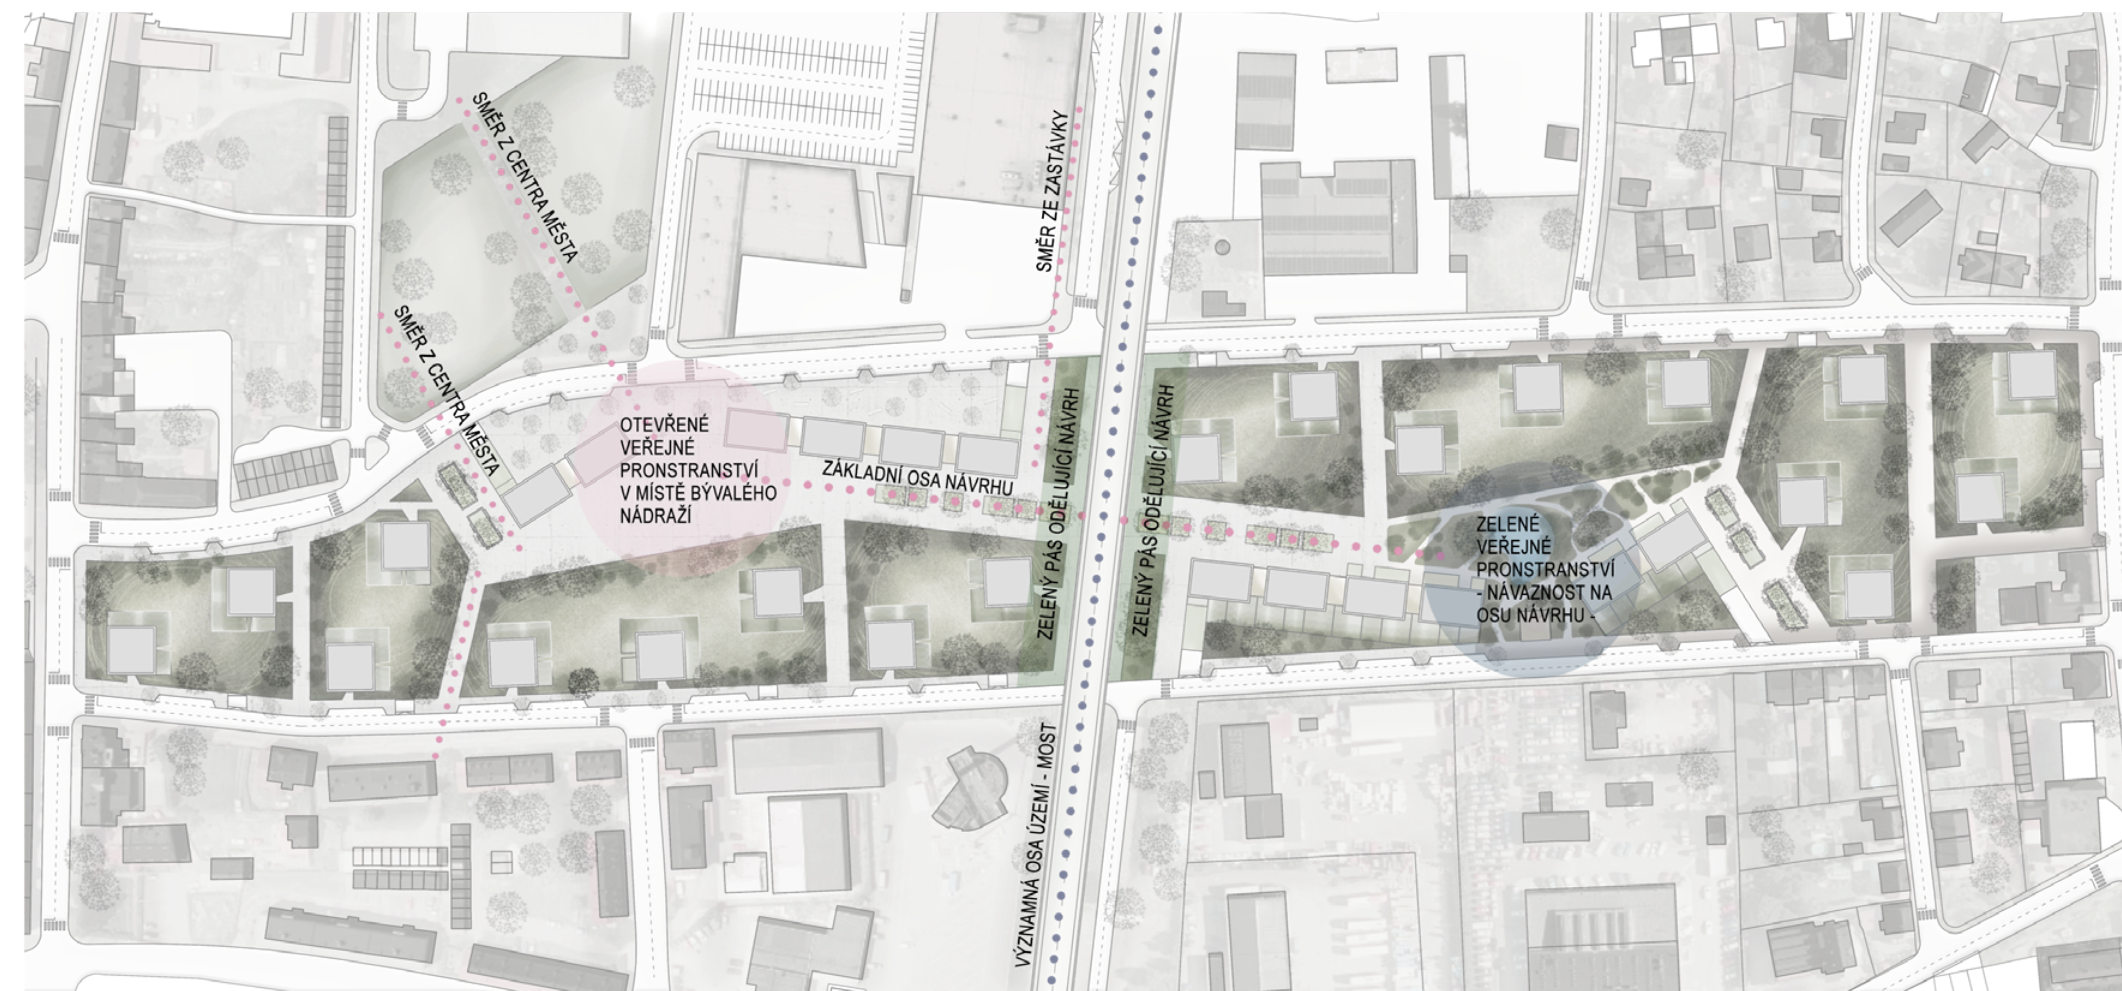 SMĚR Z CENTRA MĚSTA
SMĚR Z CENTRA MĚSTA
SMĚR ZE ZASTÁVKY
OTEVŘENÉ
VEŘEJNÉ
PRONSTRANSTVÍ
V MÍSTĚ BÝVALÉHO
NÁDRAŽÍ
ZÁKLADNÍ OSA NÁVRHU
ZELENÝ PÁS ODĚLUJÍCÍ NÁVRH
ZELENÝ PÁS ODĚLUJÍCÍ NÁVRH
ZELENÉ
VEŘEJNÉ
PRONSTRANSTVÍ
- NÁVAZNOST NA
OSU NÁVRHU -
VÝZNAMNÁ OSA ÚZEMÍ - MOST